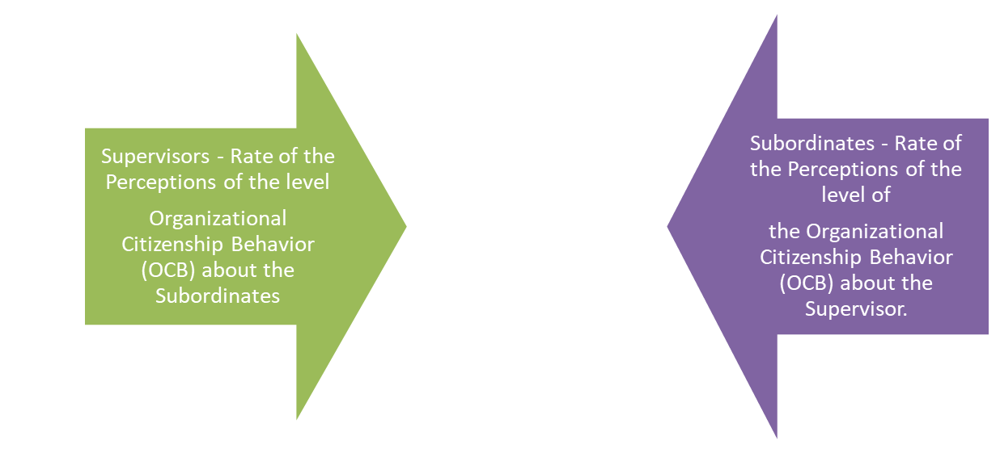 Supervisors - Rate of the
Perceptions of the level
Organizational
Citizenship Behavior
(OCB) about the
Subordinates
Subordinates - Rate of
the Perceptions of the
level of
the Organizational
Citizenship Behavior
(OCB) about the
Supervisor.